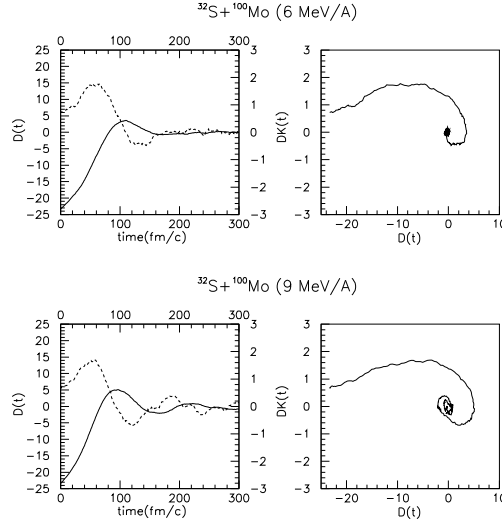 ³²S+¹⁰⁰Mo (6 MeV/A)
0 100 200 300
25 20 15 10 5 0 −5 −10 −15 −20 −25
D(t)
3 2 1 0 −1 −2 −3
0 100 200 300
time(fm/c)
DK(t)
3 2 1 0 −1 −2 −3
−20 −10 0 10
D(t)
³²S+¹⁰⁰Mo (9 MeV/A)
0 100 200 300
25 20 15 10 5 0 −5 −10 −15 −20 −25
D(t)
3 2 1 0 −1 −2 −3
0 100 200 300
time(fm/c)
DK(t)
3 2 1 0 −1 −2 −3
−20 −10 0 10
D(t)